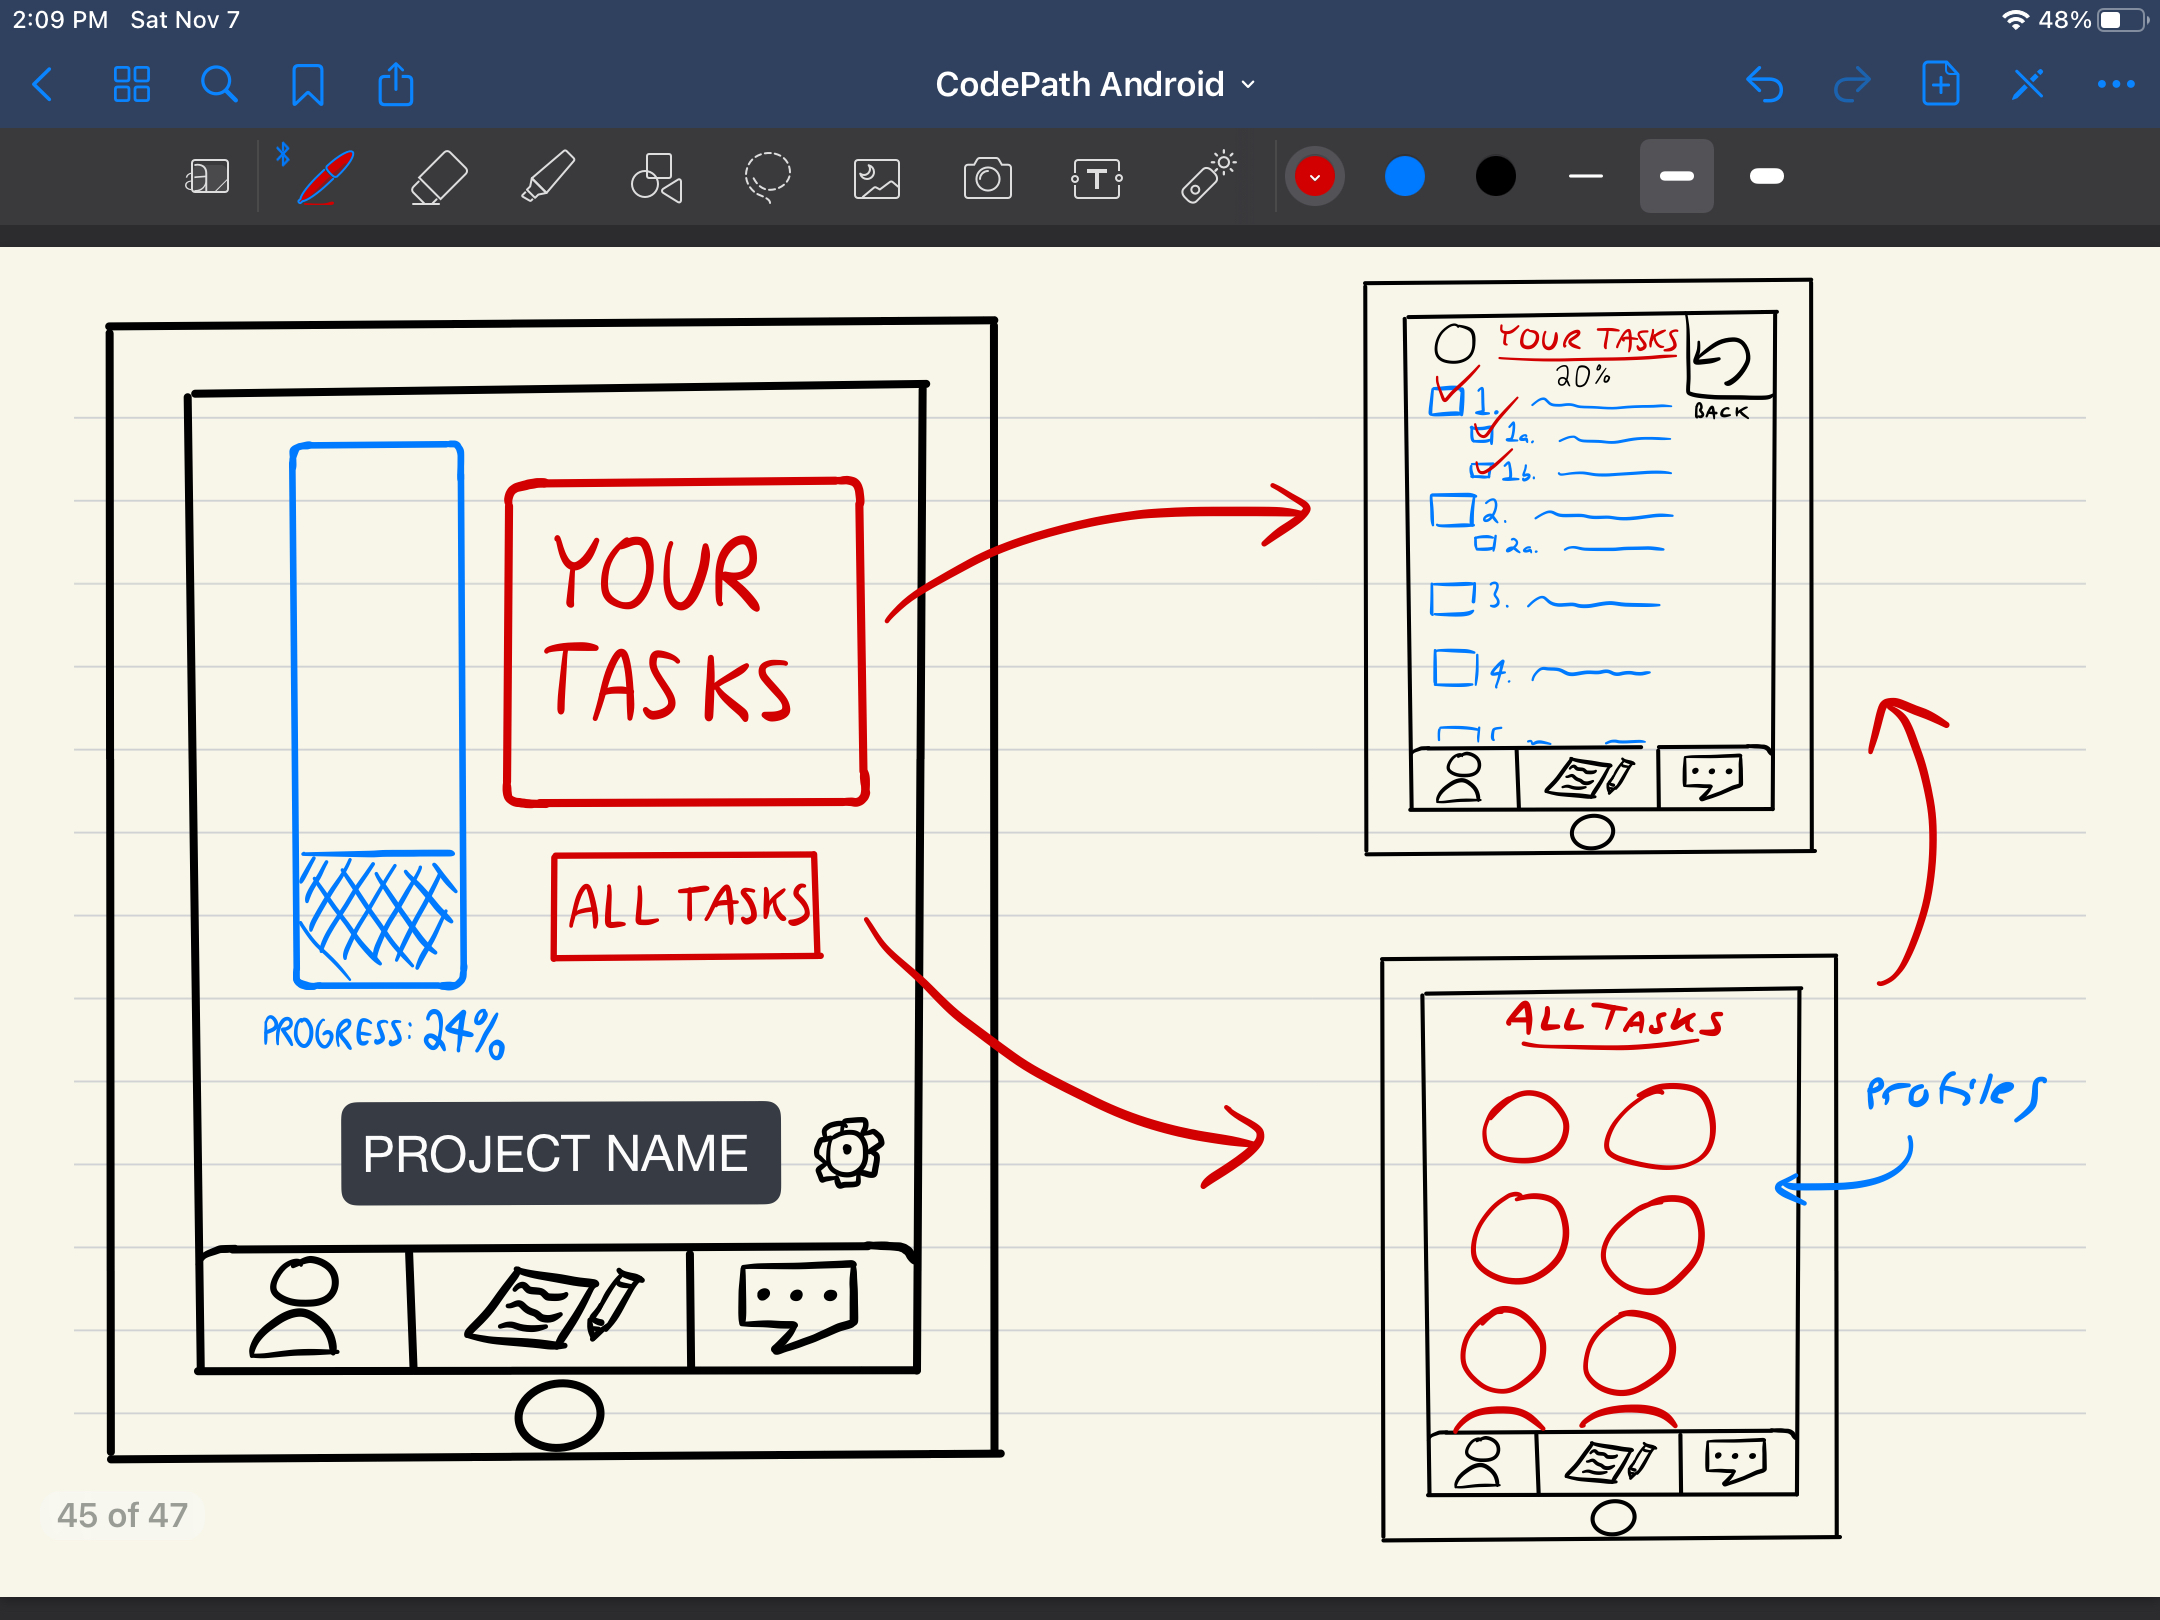 2:09 PM Sat Nov 7
48%
CodePath Android
a
T
YOUR
TASKS
ALL TASKS
PROGRESS: 24%
PROJECT NAME
45 of 47
YOUR TASKS
20%
BACK
1.
1a.
1b.
2.
2a.
3.
4.
ALL TASKS
Profiles